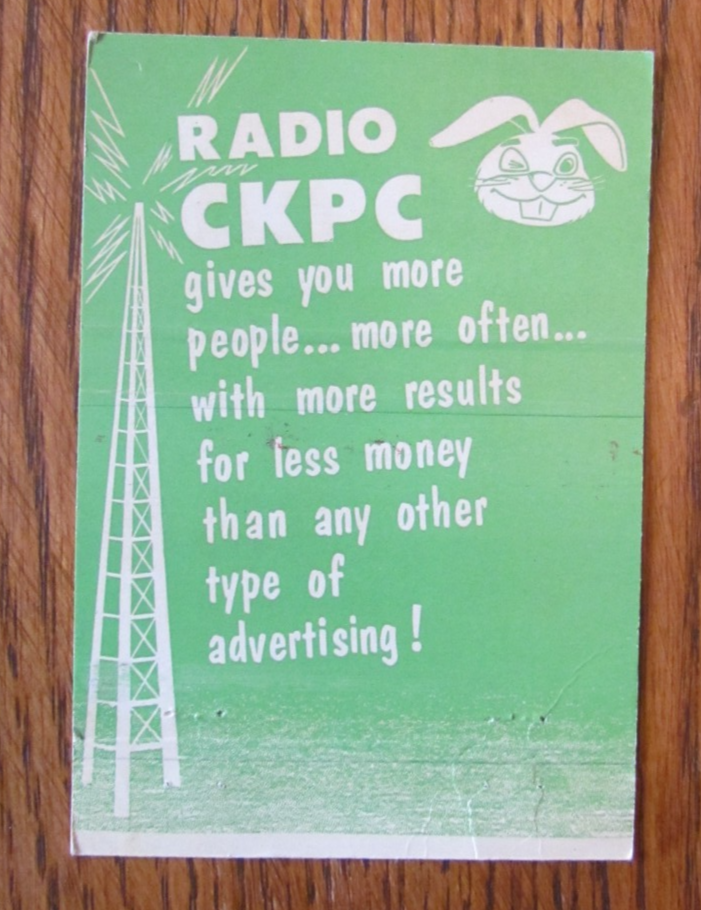 RADIO
CKPC
gives you more
people... more often...
with more results
for less money
than any other
type of
advertising!